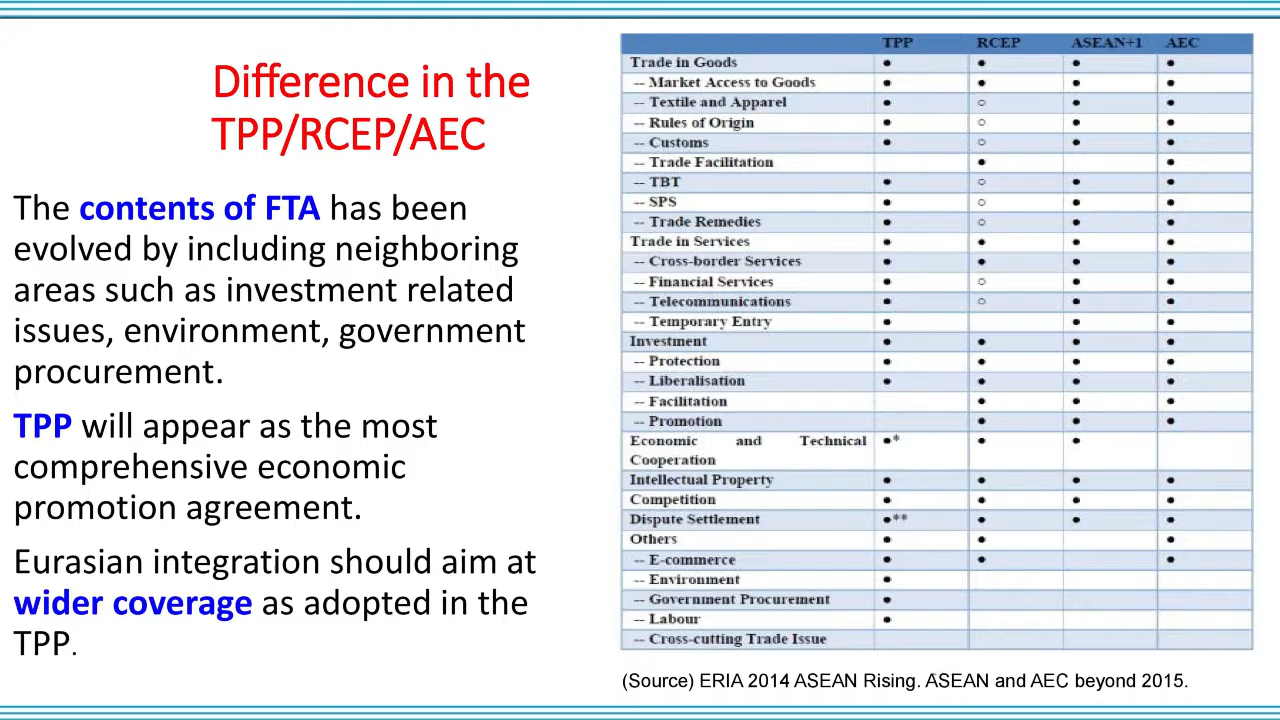 Difference in the
TPP/RCEP/AEC
The contents of FTA has been
evolved by including neighboring
areas such as investment related
issues, environment, government
procurement.
TPP will appear as the most
comprehensive economic
promotion agreement.
Eurasian integration should aim at
wider coverage as adopted in the
TPP.
TPP RCEP ASEAN+1 AEC
Trade in Goods ● ● ● ●
-- Market Access to Goods ● ● ● ●
-- Textile and Apparel ● ○ ● ●
-- Rules of Origin ● ○ ● ●
-- Customs ● ○ ● ●
-- Trade Facilitation ● ●
-- TBT ● ○ ● ●
-- SPS ● ○ ● ●
-- Trade Remedies ● ○ ● ●
Trade in Services ● ● ● ●
-- Cross-border Services ● ● ● ●
-- Financial Services ● ○ ● ●
-- Telecommunications ● ○ ● ●
-- Temporary Entry ● ● ●
Investment ● ● ● ●
-- Protection ● ● ● ●
-- Liberalisation ● ● ● ●
-- Facilitation ● ● ●
-- Promotion ● ● ●
Economic and Technical ●* ● ●
Cooperation
Intellectual Property ● ● ● ●
Competition ● ● ● ●
Dispute Settlement ●** ● ● ●
Others ● ● ●
-- E-commerce ● ● ●
-- Environment ●
-- Government Procurement ●
-- Labour ●
-- Cross-cutting Trade Issue
(Source) ERIA 2014 ASEAN Rising. ASEAN and AEC beyond 2015.